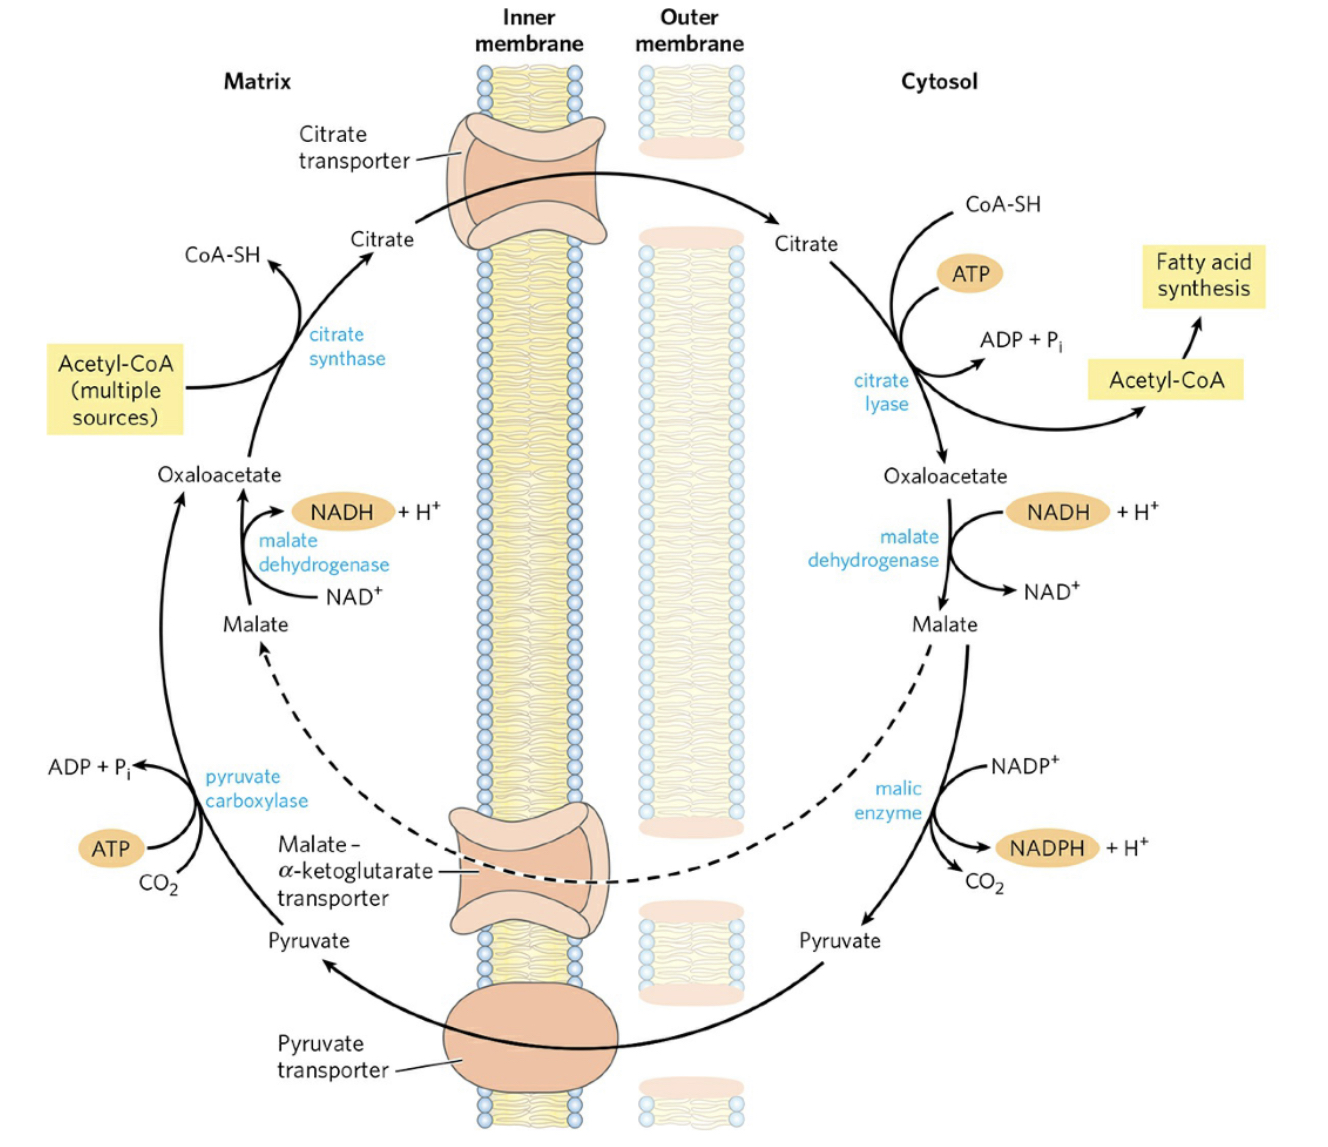 Inner
membrane
Outer
membrane
Matrix
Cytosol
Citrate
transporter
CoA-SH
Citrate
Citrate
CoA-SH
ATP
Fatty acid
synthesis
citrate
synthase
ADP + Pᵢ
Acetyl-CoA
(multiple
sources)
citrate
lyase
Acetyl-CoA
Oxaloacetate
Oxaloacetate
NADH + H⁺
NADH + H⁺
malate
dehydrogenase
malate
dehydrogenase
NAD⁺
NAD⁺
Malate
Malate
ADP + Pᵢ
pyruvate
carboxylase
NADP⁺
malic
enzyme
ATP
CO₂
Malate–
α-ketoglutarate
transporter
NADPH + H⁺
CO₂
Pyruvate
Pyruvate
Pyruvate
transporter